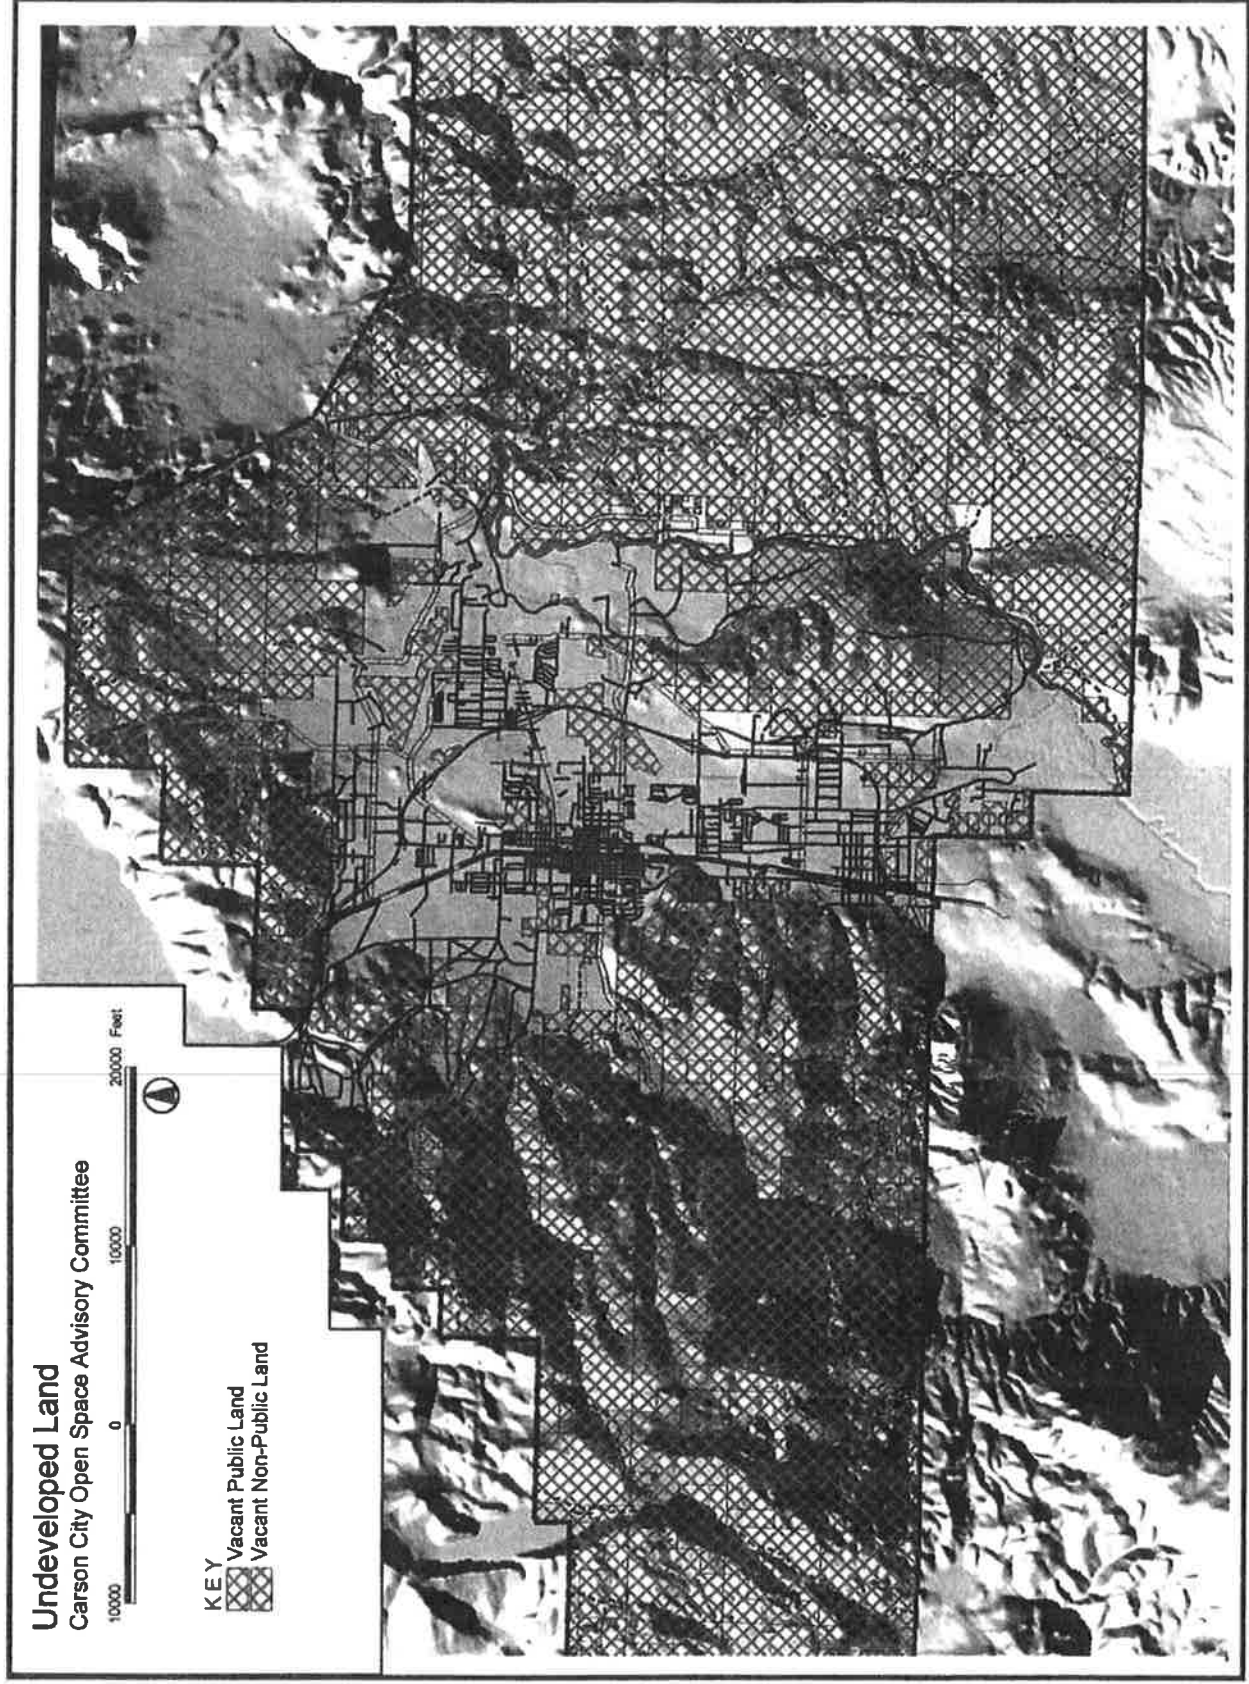 Undeveloped Land
Carson City Open Space Advisory Committee
10000 0 10000 20000 Feet
KEY
Vacant Public Land
Vacant Non-Public Land